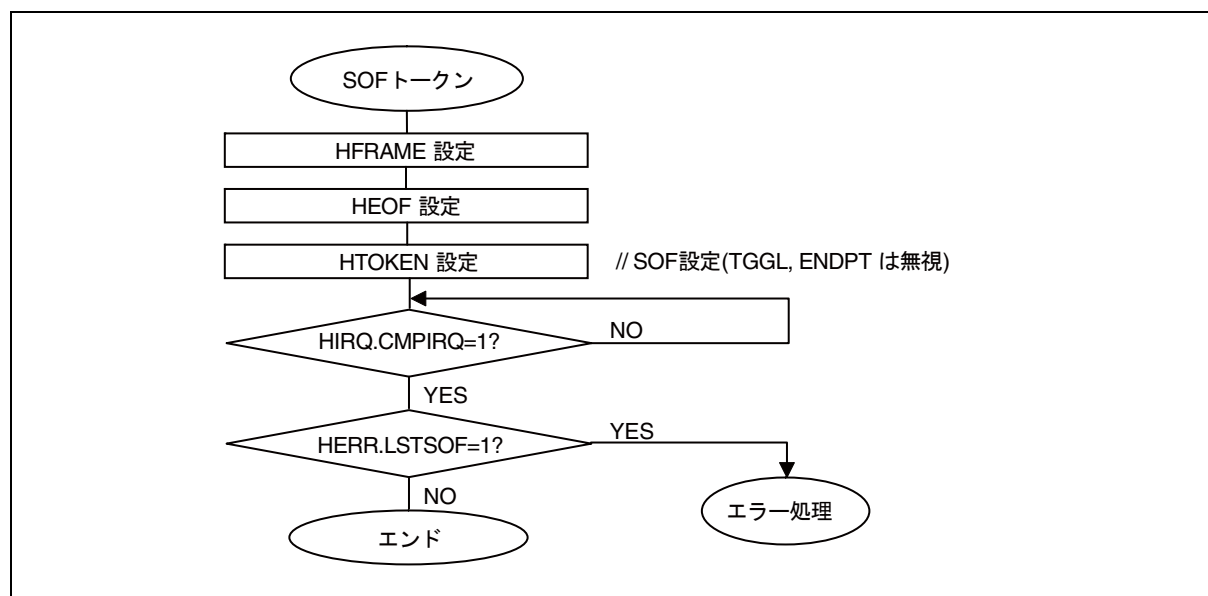 SOFトークン
HFRAME 設定
HEOF 設定
HTOKEN 設定
// SOF設定(TGGL, ENDPT は無視)
HIRQ.CMPIRQ=1?
NO
YES
HERR.LSTSOF=1?
YES
NO
エラー処理
エンド